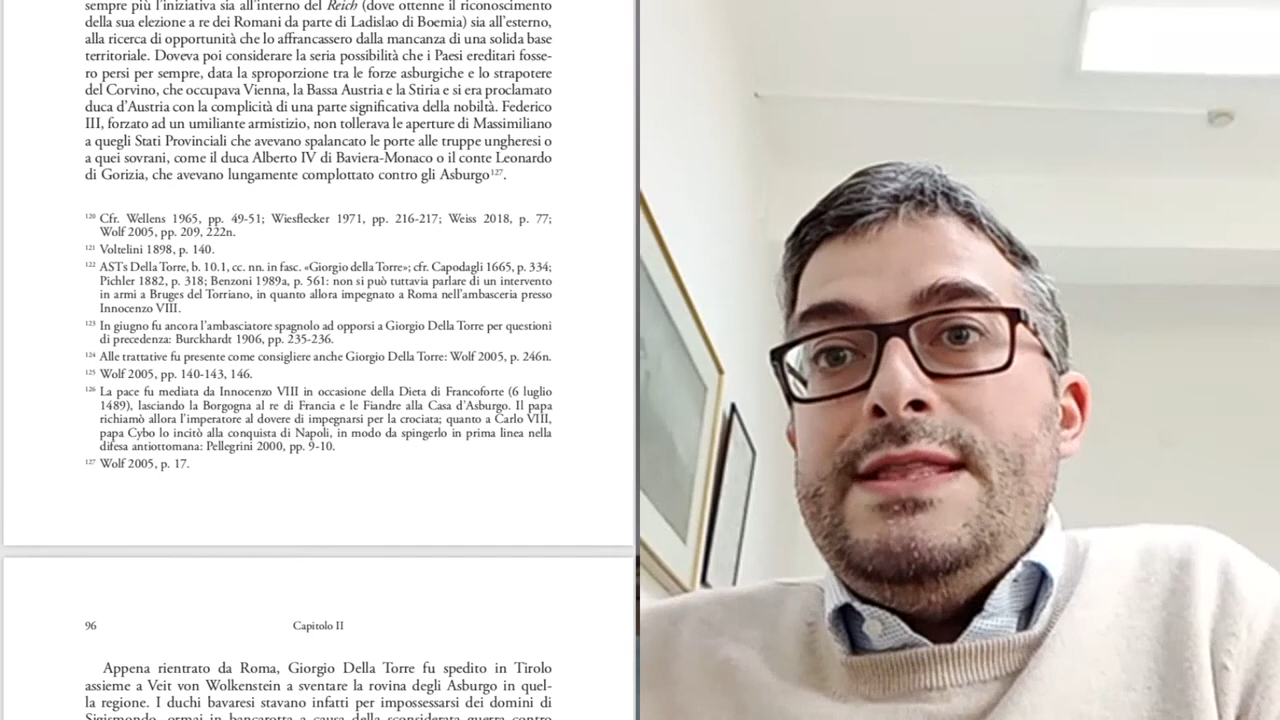 sempre più l'iniziativa sia all'interno del Reich (dove ottenne il riconoscimento
della sua elezione a re dei Romani da parte di Ladislao di Boemia) sia all'esterno,
alla ricerca di opportunità che lo affrancassero dalla mancanza di una solida base
territoriale. Doveva poi considerare la seria possibilità che i Paesi ereditari fosse-
ro persi per sempre, data la sproporzione tra le forze asburgiche e lo strapotere
del Corvino, che occupava Vienna, la Bassa Austria e la Stiria e si era proclamato
duca d'Austria con la complicità di una parte significativa della nobiltà. Federico
III, forzato ad un umiliante armistizio, non tollerava le aperture di Massimiliano
a quegli Stati Provinciali che avevano spalancato le porte alle truppe ungheresi o
a quei sovrani, come il duca Alberto IV di Baviera-Monaco o il conte Leonardo
di Gorizia, che avevano lungamente complottato contro gli Asburgo127.
120 Cfr. Wellens 1965, pp. 49-51; Wiesflecker 1971, pp. 216-217; Weiss 2018, p. 77;
Wolf 2005, pp. 209, 222n.
121 Voltelini 1898, p. 140.
122 ASTs Della Torre, b. 10.1, cc. nn. in fasc. «Giorgio della Torre»; cfr. Capodagli 1665, p. 334;
Pichler 1882, p. 318; Benzoni 1989a, p. 561: non si può tuttavia parlare di un intervento
in armi a Bruges del Torriano, in quanto allora impegnato a Roma nell'ambasceria presso
Innocenzo VIII.
123 In giugno fu ancora l'ambasciatore spagnolo ad opporsi a Giorgio Della Torre per questioni
di precedenza: Burckhardt 1906, pp. 235-236.
124 Alle trattative fu presente come consigliere anche Giorgio Della Torre: Wolf 2005, p. 246n.
125 Wolf 2005, pp. 140-143, 146.
126 La pace fu mediata da Innocenzo VIII in occasione della Dieta di Francoforte (6 luglio
1489), lasciando la Borgogna al re di Francia e le Fiandre alla Casa d'Asburgo. Il papa
richiamò allora l'imperatore al dovere di impegnarsi per la crociata; quanto a Carlo VIII,
papa Cybo lo incitò alla conquista di Napoli, in modo da spingerlo in prima linea nella
difesa antiottomana: Pellegrini 2000, pp. 9-10.
127 Wolf 2005, p. 17.
96 Capitolo II
Appena rientrato da Roma, Giorgio Della Torre fu spedito in Tirolo
assieme a Veit von Wolkenstein a sventare la rovina degli Asburgo in quel-
la regione. I duchi bavaresi stavano infatti per impossessarsi dei domini di
Sigismondo, ormai in bancarotta a causa della sconsiderata guerra contro